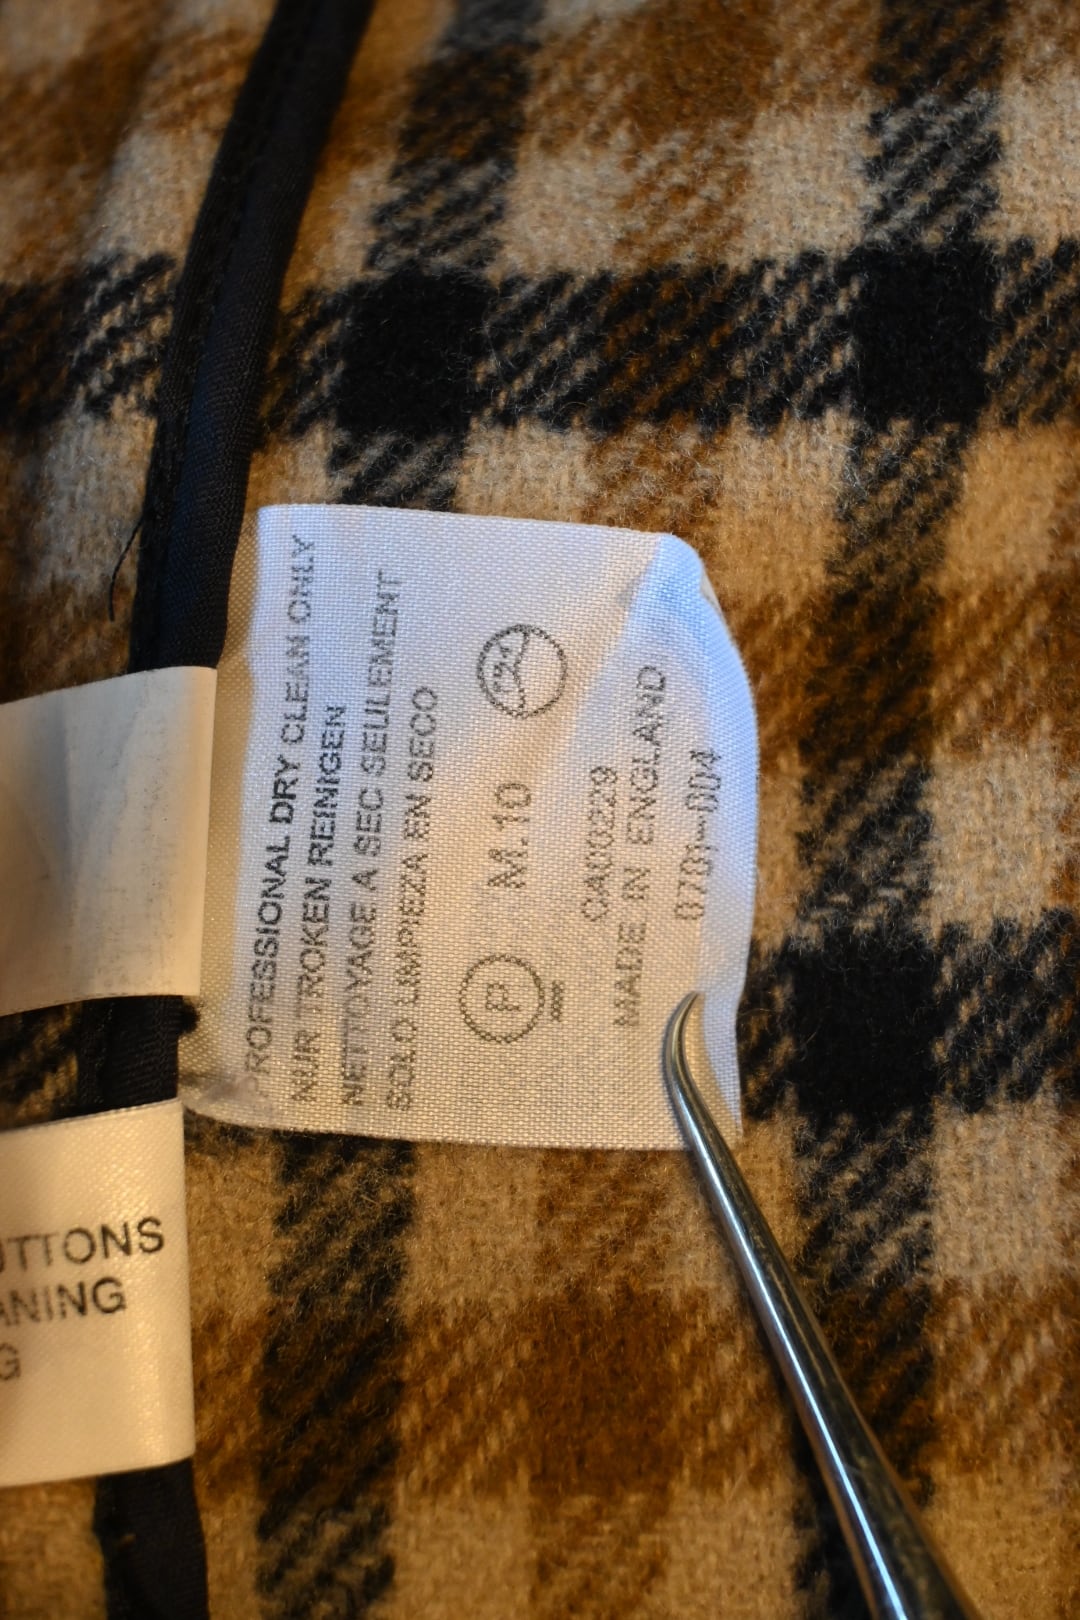 PROFESSIONAL DRY CLEAN ONLY
NUR TROKEN REINIGEN
NETTOYAGE A SEC SEULEMENT
SOLO LIMPIEZA EN SECO
P M.10
CA00229
MADE IN ENGLAND
0701-004
UTTONS
ANING
G